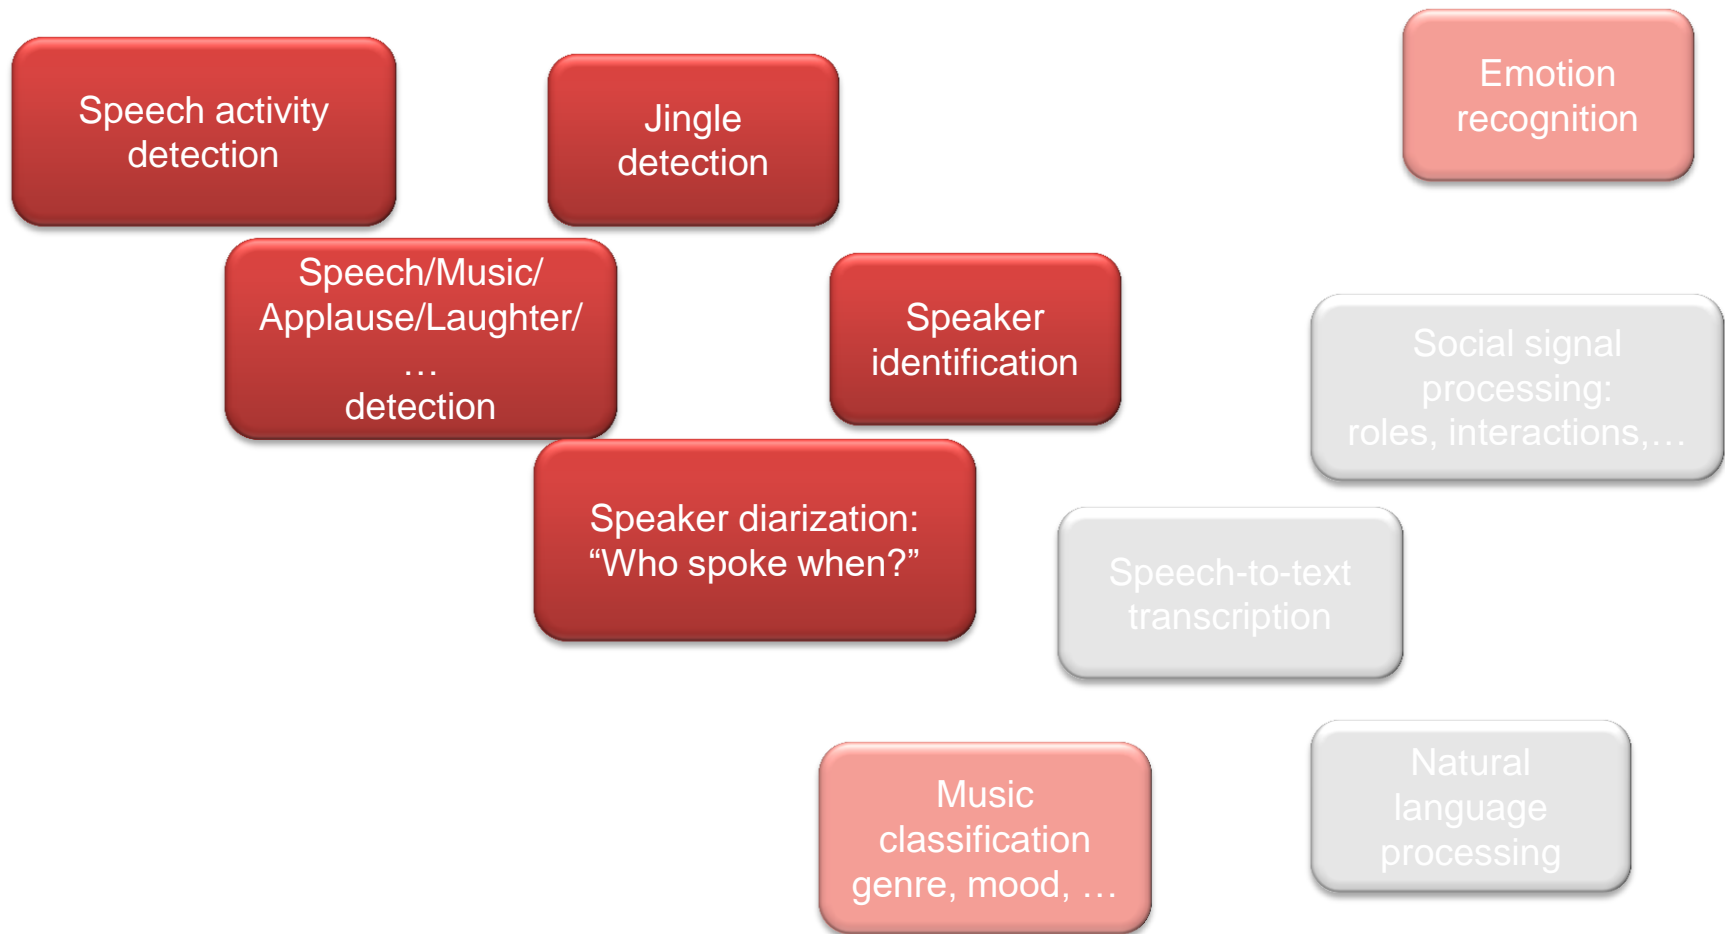 Speech activity
detection
Jingle
detection
Emotion
recognition
Speech/Music/
Applause/Laughter/
…
detection
Speaker
identification
Social signal
processing:
roles, interactions,…
Speaker diarization:
“Who spoke when?”
Speech-to-text
transcription
Music
classification
genre, mood, …
Natural
language
processing